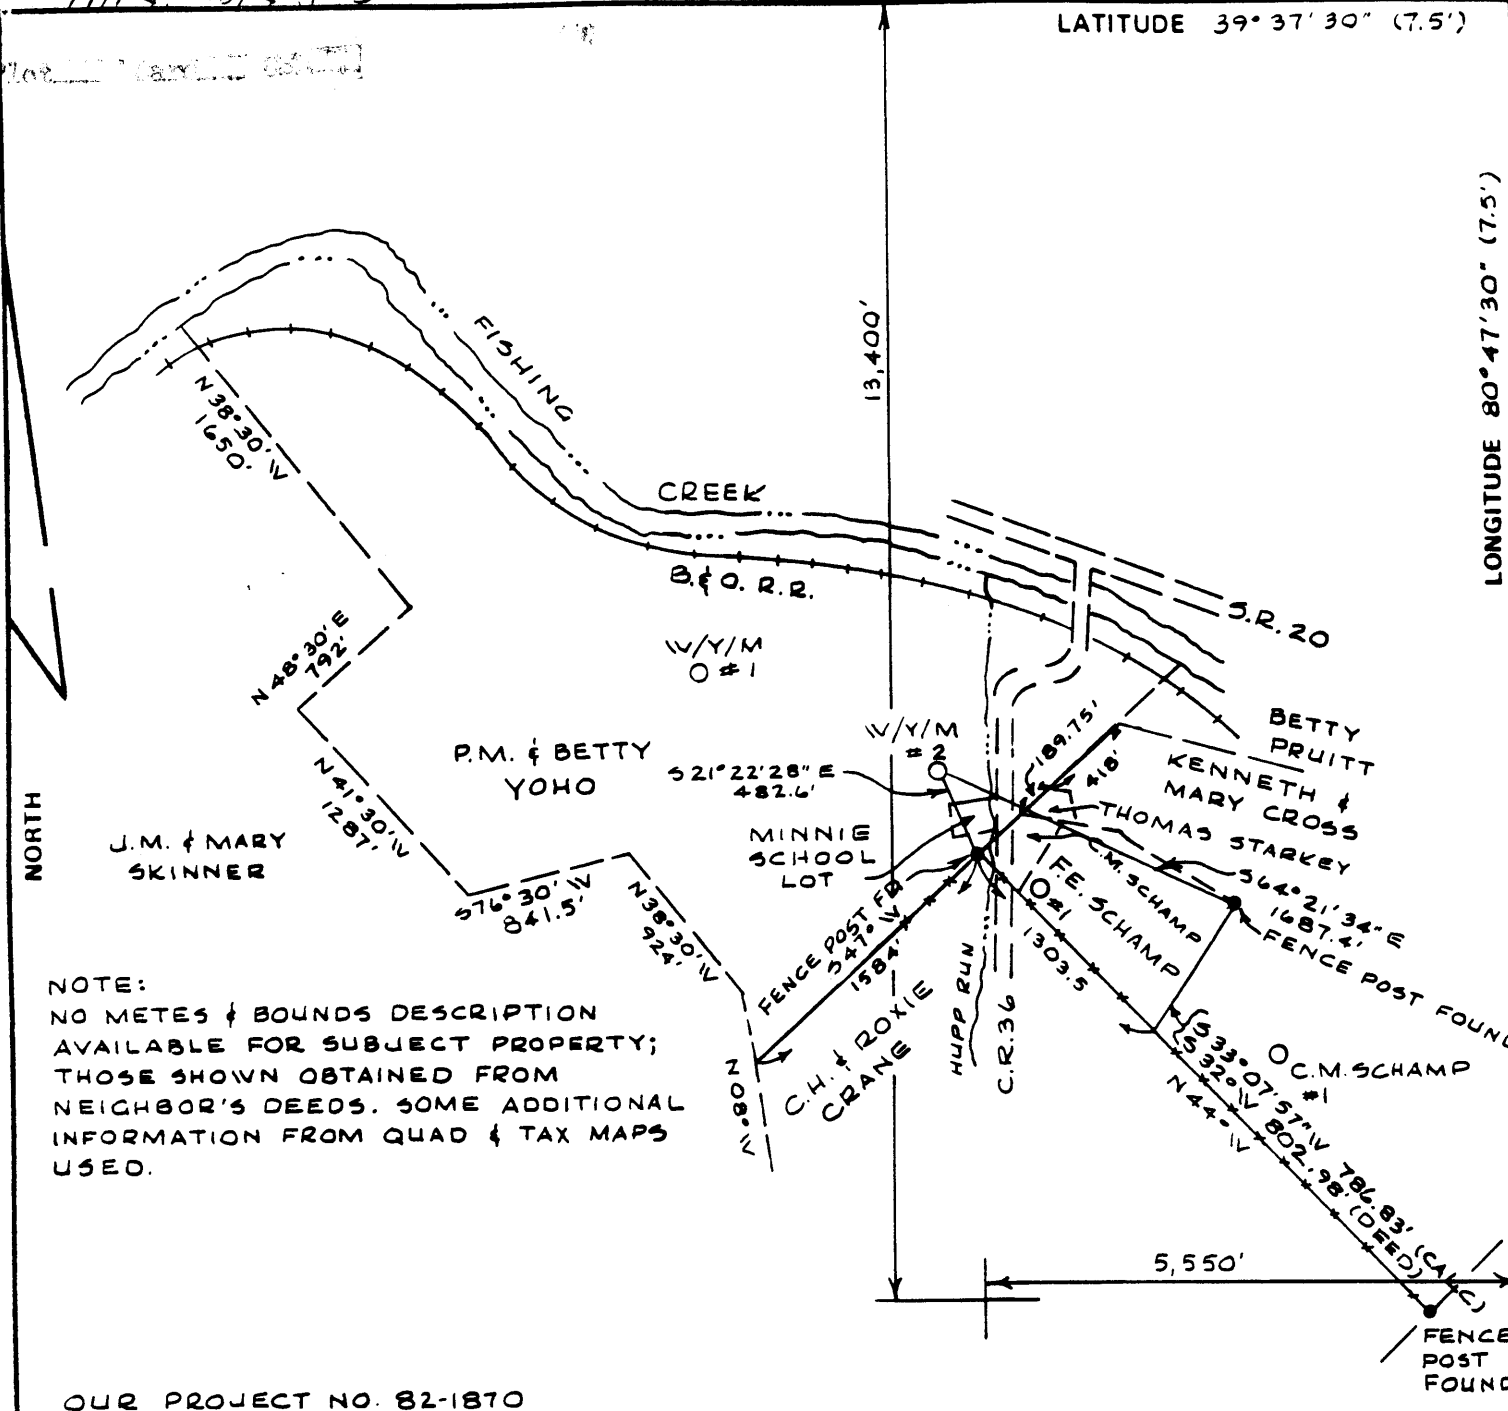 LATITUDE 39° 37' 30" (7.5')
LONGITUDE 80° 47' 30" (7.5')
13,400'
FISHING
CREEK
N 38° 30' W
1650'
B. & O. R.R.
S.R. 20
W/Y/M
#1
N 48° 30' E
792'
W/Y/M
#2
189.75'
418'
BETTY
PRUITT
KENNETH &
MARY CROSS
P.M. & BETTY
YOHO
S 21° 22' 28" E
482.6'
THOMAS STARKEY
N 41° 30' W
1287'
J.M. & MARY
SKINNER
MINNIE
SCHOOL
LOT
C.M. SCHAMP
F.E. SCHAMP
#1
S 64° 21' 34" E
1687.4'
FENCE POST FOUND
NORTH
S 76° 30' W
841.5'
N 38° 30' W
924'
FENCE POST FD
S 47° W
1584'
1303.5
HUPP RUN
C.R. 36
C.H. & ROXIE
CRANE
N 08° W
NOTE:
NO METES & BOUNDS DESCRIPTION
AVAILABLE FOR SUBJECT PROPERTY;
THOSE SHOWN OBTAINED FROM
NEIGHBOR'S DEEDS. SOME ADDITIONAL
INFORMATION FROM QUAD & TAX MAPS
USED.
C.M. SCHAMP
#1
(S 33° 07' 57" W 786.83' (CALC)
(S 32° W 802.98' (DEED)
N 44° W
5,550'
FENCE
POST
FOUND
OUR PROJECT NO. 82-1870